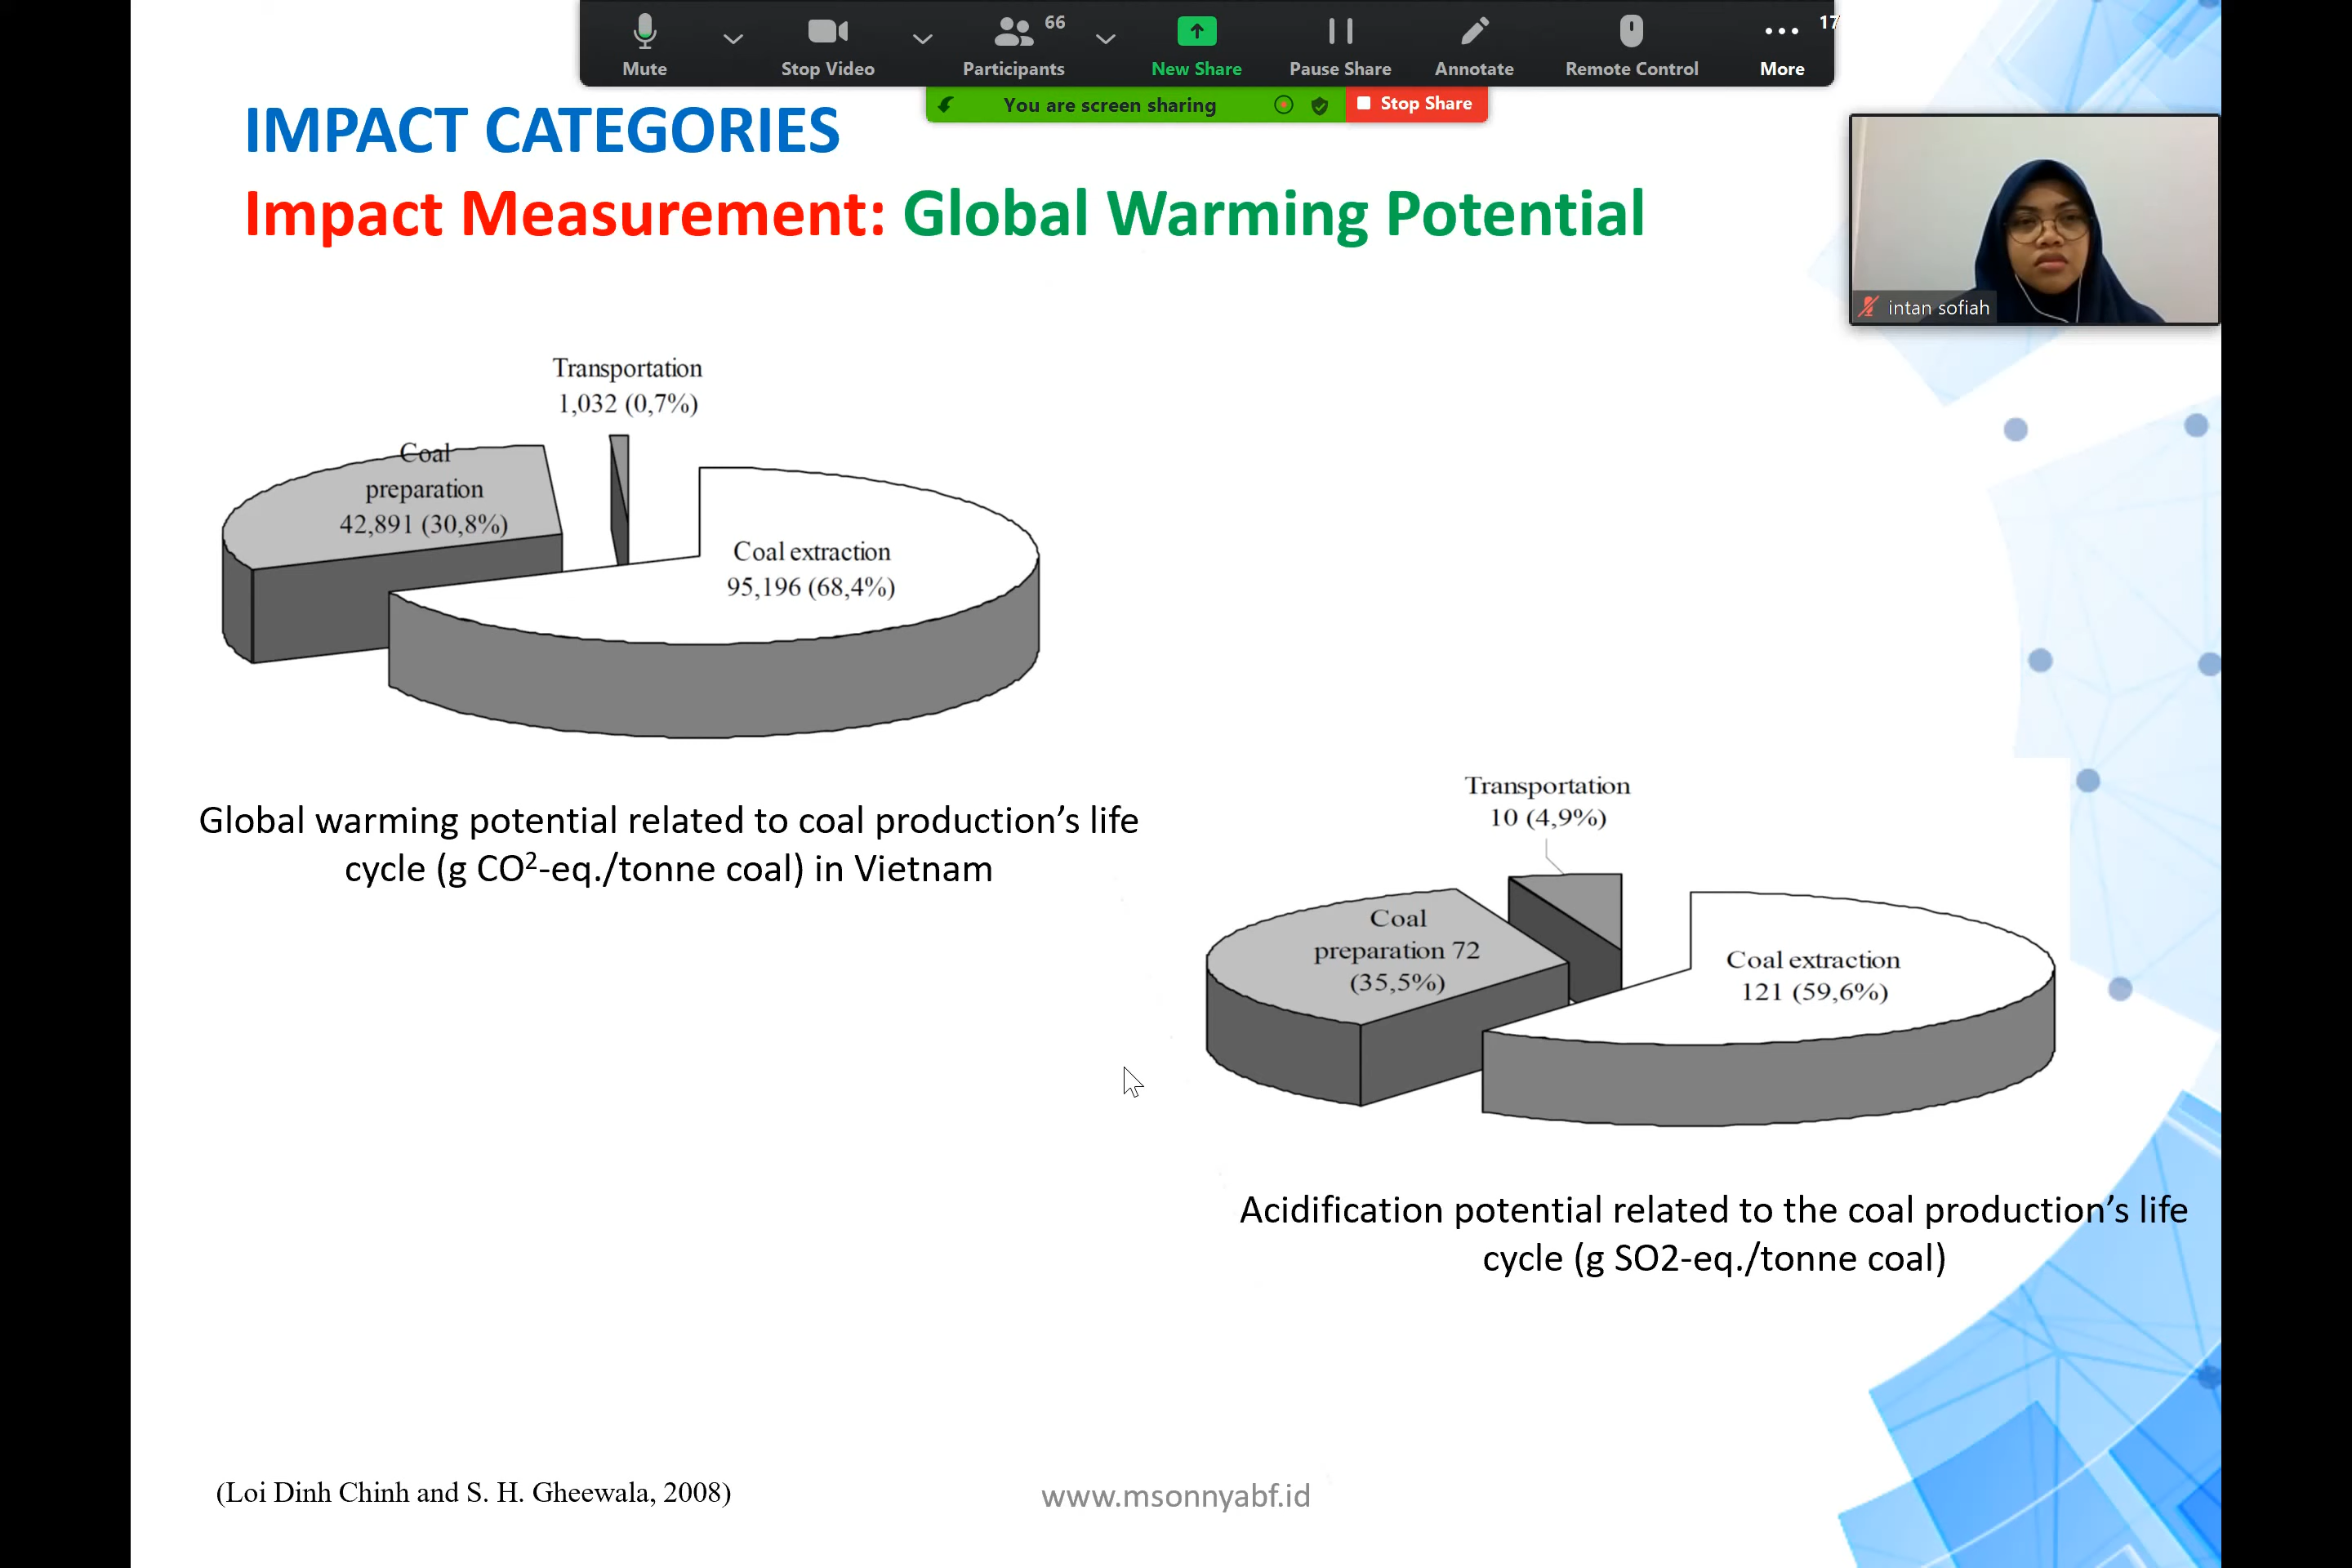 66
17
Mute
Stop Video
Participants
New Share
Pause Share
Annotate
Remote Control
More
You are screen sharing
Stop Share
IMPACT CATEGORIES
Impact Measurement: Global Warming Potential
intan sofiah
Transportation
1,032 (0,7%)
Coal
preparation
42,891 (30,8%)
Coal extraction
95,196 (68,4%)
Global warming potential related to coal production’s life
cycle (g CO²-eq./tonne coal) in Vietnam
Transportation
10 (4,9%)
Coal
preparation 72
(35,5%)
Coal extraction
121 (59,6%)
Acidification potential related to the coal production’s life
cycle (g SO2-eq./tonne coal)
(Loi Dinh Chinh and S. H. Gheewala, 2008)
www.msonnyabf.id